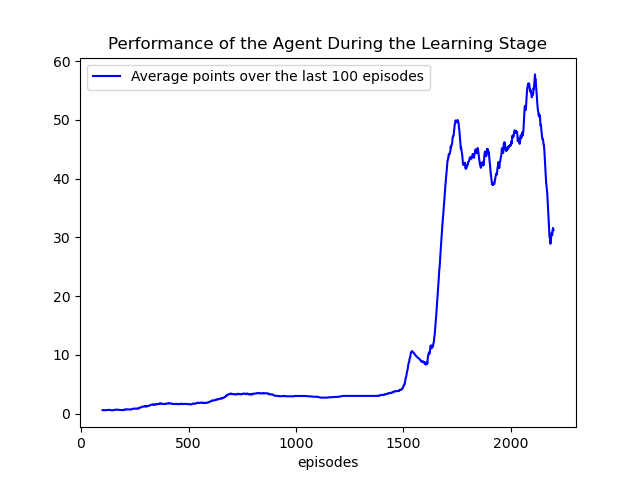 Performance of the Agent During the Learning Stage
Average points over the last 100 episodes
60
50
40
30
20
10
0
0 500 1000 1500 2000
episodes